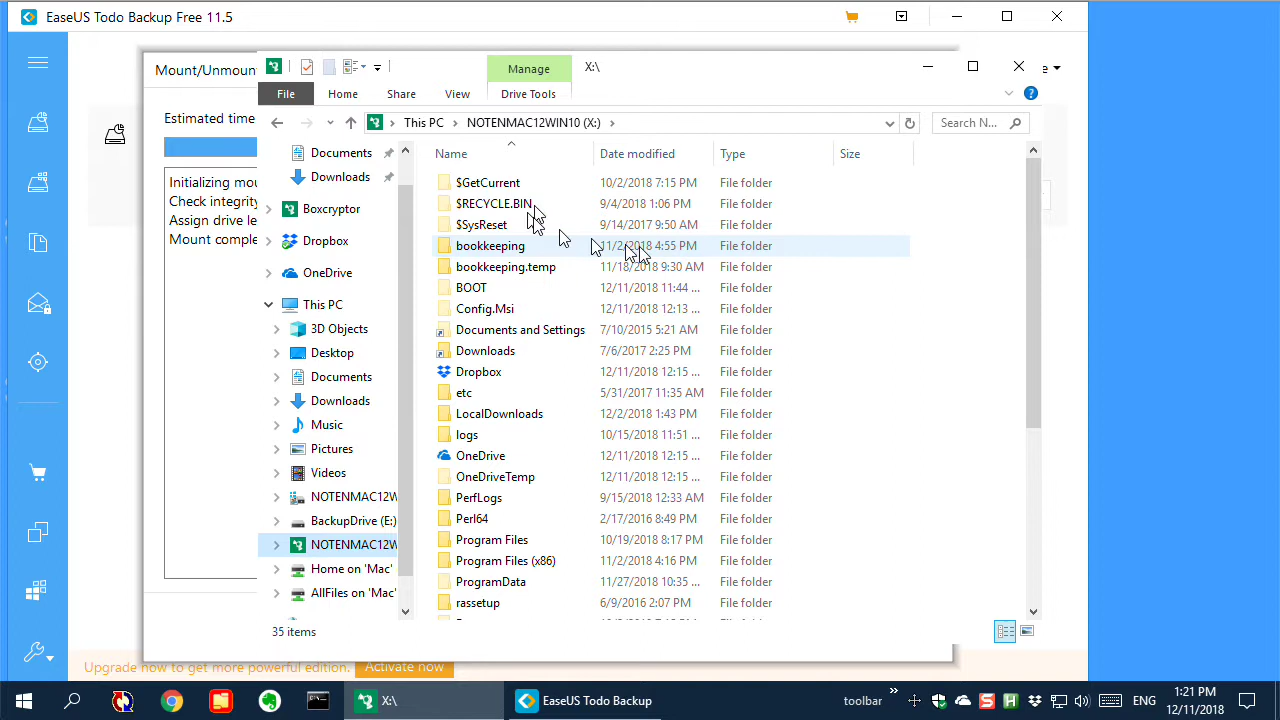 EaseUS Todo Backup Free 11.5
Mount/Unmoun
Manage
X:\
File
Home
Share
View
Drive Tools
Estimated time
This PC
NOTENMAC12WIN10 (X:)
Search N...
Initializing mou
Check integrity
Assign drive le
Mount comple
Documents
Downloads
Boxcryptor
Dropbox
OneDrive
This PC
3D Objects
Desktop
Documents
Downloads
Music
Pictures
Videos
NOTENMAC12W
BackupDrive (E:)
NOTENMAC12W
Home on 'Mac'
AllFiles on 'Mac'
Name Date modified Type Size
$GetCurrent 10/2/2018 7:15 PM File folder
$RECYCLE.BIN 9/4/2018 1:06 PM File folder
$SysReset 9/14/2017 9:50 AM File folder
bookkeeping 11/2/2018 4:55 PM File folder
bookkeeping.temp 11/18/2018 9:30 AM File folder
BOOT 12/11/2018 11:44 ... File folder
Config.Msi 12/11/2018 12:13 ... File folder
Documents and Settings 7/10/2015 5:21 AM File folder
Downloads 7/6/2017 2:25 PM File folder
Dropbox 12/11/2018 12:15 ... File folder
etc 5/31/2017 11:35 AM File folder
LocalDownloads 12/2/2018 1:43 PM File folder
logs 10/15/2018 11:51 ... File folder
OneDrive 12/11/2018 12:15 ... File folder
OneDriveTemp 12/11/2018 12:15 ... File folder
PerfLogs 9/15/2018 12:33 AM File folder
Perl64 2/17/2016 8:49 PM File folder
Program Files 10/19/2018 8:17 PM File folder
Program Files (x86) 11/2/2018 4:16 PM File folder
ProgramData 11/27/2018 10:35 ... File folder
rassetup 6/9/2016 2:07 PM File folder
35 items
Upgrade now to get more powerful edition.
Activate now
X:\
EaseUS Todo Backup
toolbar
ENG
1:21 PM
12/11/2018